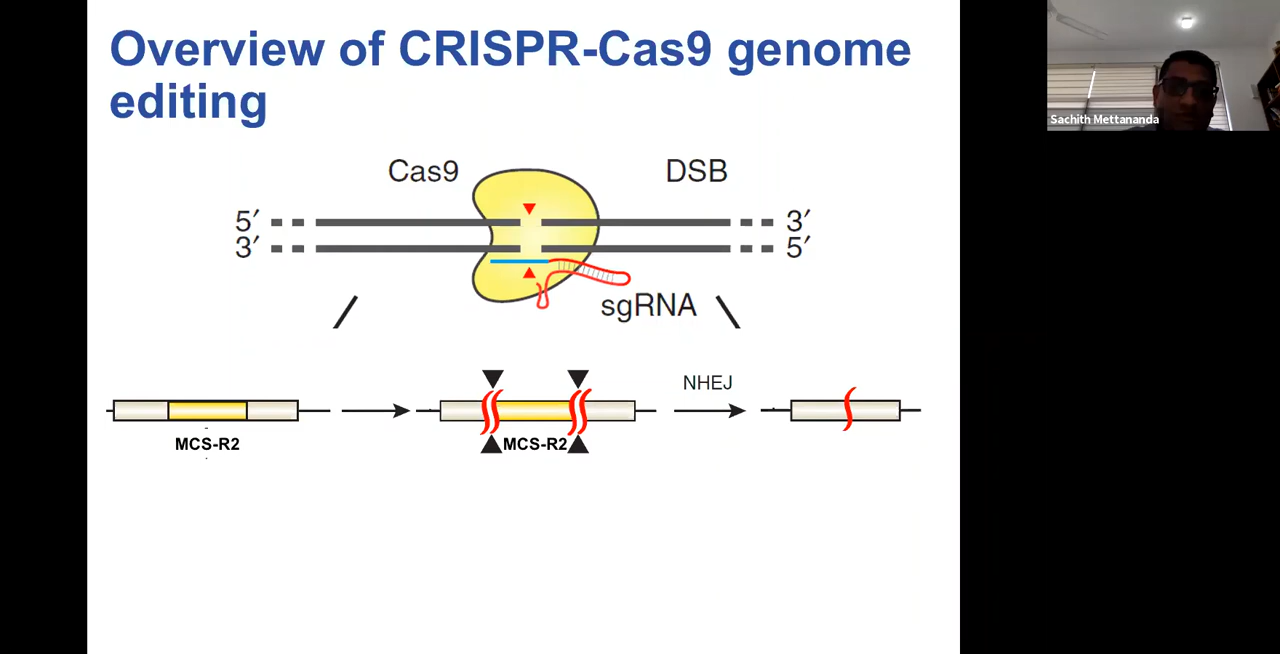 Overview of CRISPR-Cas9 genome
editing
Sachith Mettananda
Cas9
DSB
5′
3′
3′
5′
sgRNA
NHEJ
MCS-R2
MCS-R2